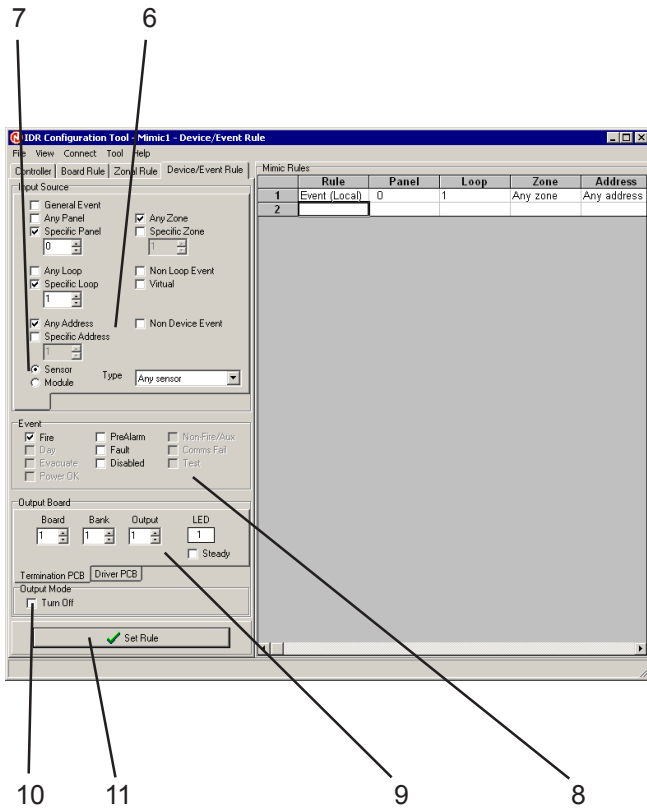 7 6
IDR Configuration Tool - Mimic1 - Device/Event Rule
File View Connect Tool Help
Controller Board Rule Zonal Rule Device/Event Rule
Mimic Rules
Rule Panel Loop Zone Address
1 Event (Local) 0 1 Any zone Any address
2
Input Source
General Event
Any Panel Any Zone
Specific Panel Specific Zone
0 1
Any Loop Non Loop Event
Specific Loop Virtual
1
Any Address Non Device Event
Specific Address
1
Sensor
Module Type Any sensor
Event
Fire PreAlarm Non-Fire/Aux
Day Fault Comms Fail
Evacuate Disabled Test
Power OK
Output Board
Board Bank Output LED
1 1 1 1
Steady
Termination PCB Driver PCB
Output Mode
Turn Off
Set Rule
10 11 9 8